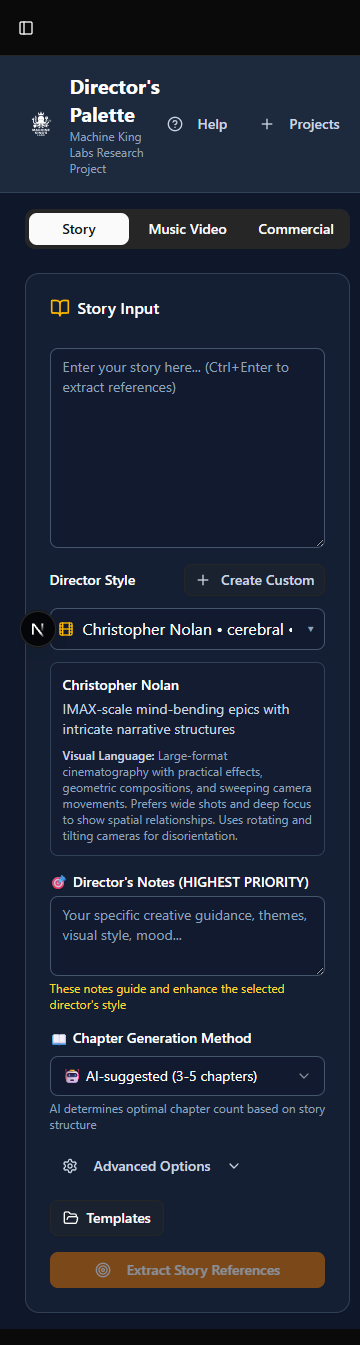 Director's
Palette
Machine King
Labs Research
Project
Help
Projects
Story
Music Video
Commercial
Story Input
Enter your story here... (Ctrl+Enter to
extract references)
Director Style
Create Custom
N
Christopher Nolan • cerebral •
Christopher Nolan
IMAX-scale mind-bending epics with
intricate narrative structures
Visual Language: Large-format
cinematography with practical effects,
geometric compositions, and sweeping camera
movements. Prefers wide shots and deep focus
to show spatial relationships. Uses rotating and
tilting cameras for disorientation.
Director's Notes (HIGHEST PRIORITY)
Your specific creative guidance, themes,
visual style, mood...
These notes guide and enhance the selected
director's style
Chapter Generation Method
AI-suggested (3-5 chapters)
AI determines optimal chapter count based on story
structure
Advanced Options
Templates
Extract Story References